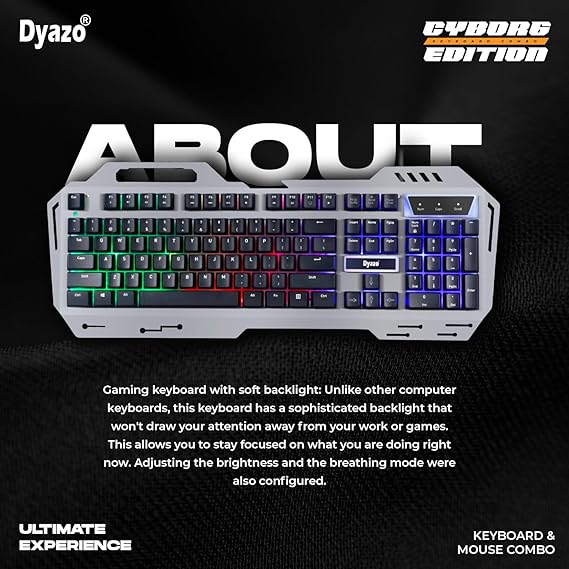 Dyazo®
CYBORG
KEYBOARD COMBO
EDITION
ABOUT
Dyazo
Gaming keyboard with soft backlight: Unlike other computer
keyboards, this keyboard has a sophisticated backlight that
won't draw your attention away from your work or games.
This allows you to stay focused on what you are doing right
now. Adjusting the brightness and the breathing mode were
also configured.
ULTIMATE
EXPERIENCE
KEYBOARD &
MOUSE COMBO